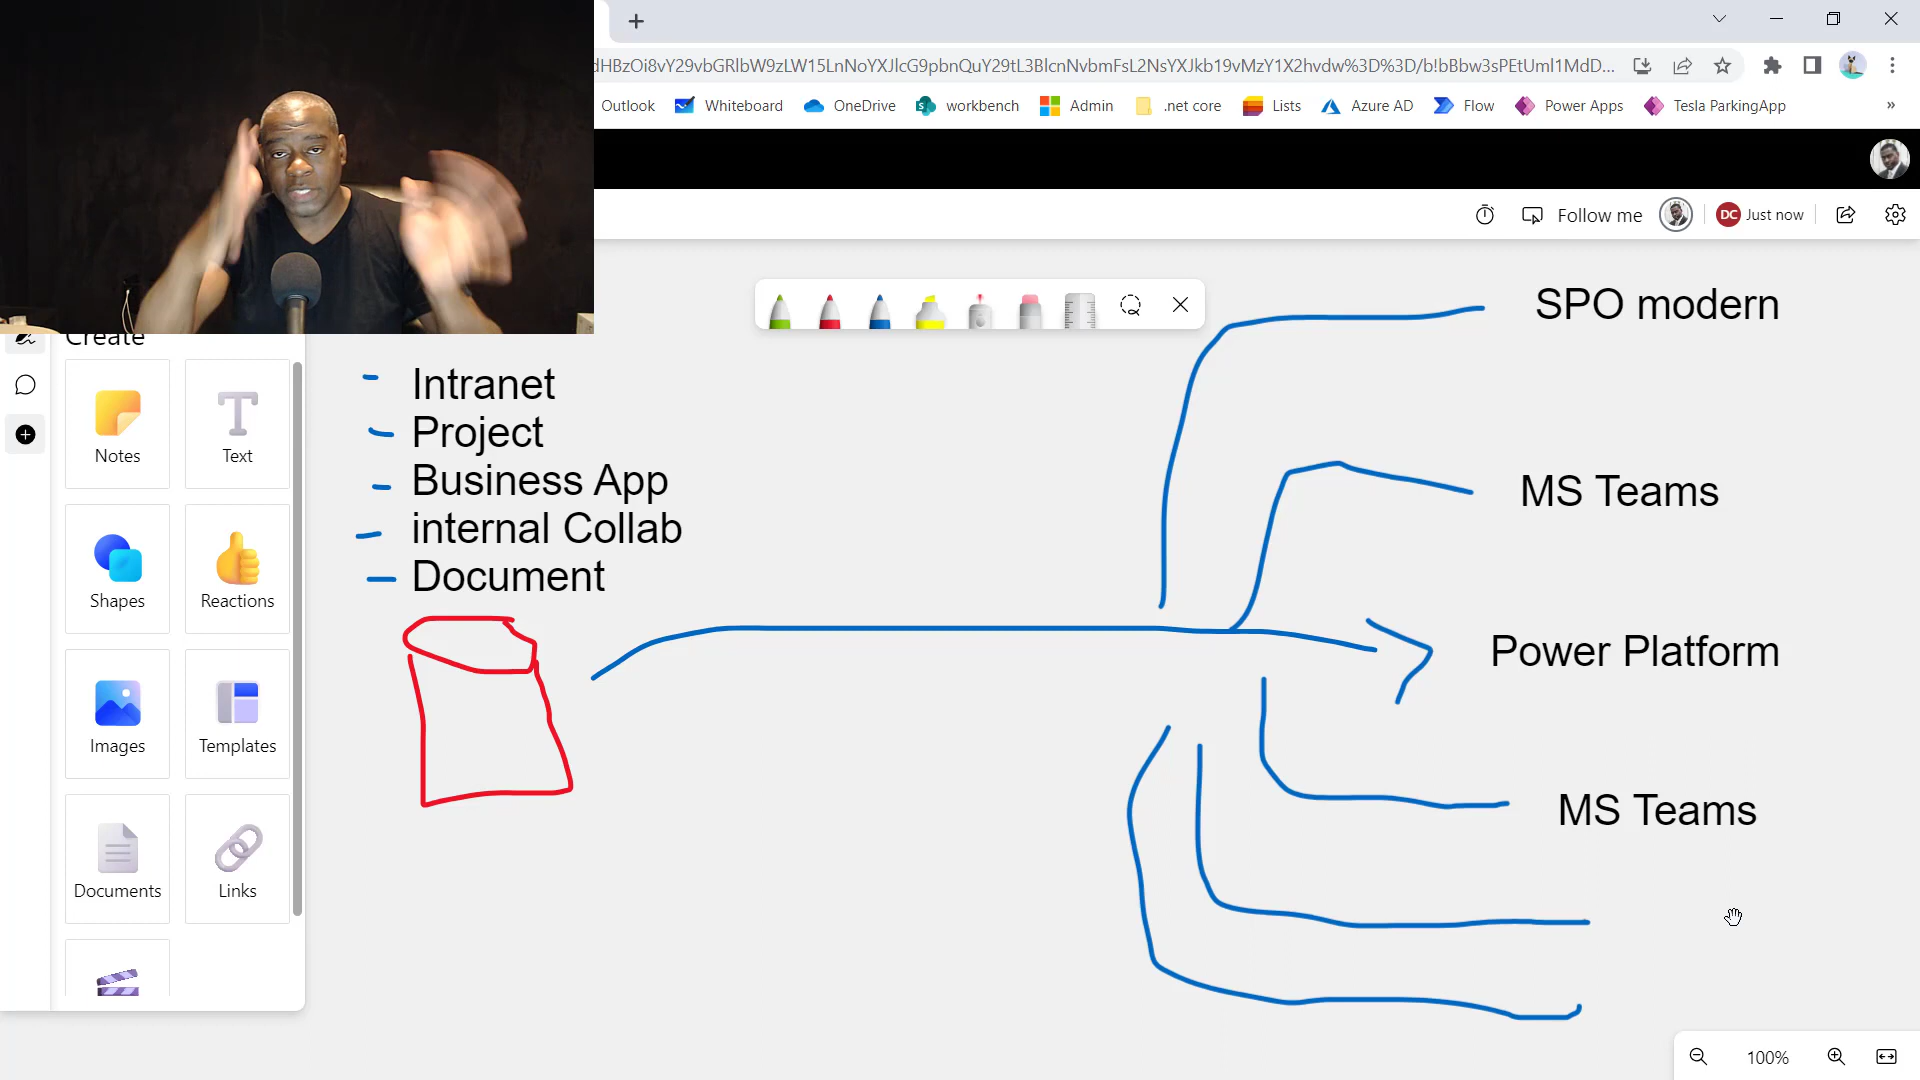 dHBzOi8vY29vbGRlbW9zLW15LnNoYXJlcG9pbnQuY29tL3BlcnNvbmFsL2NsYXJkb19vMzY1X2hvdw%3D%3D/b!bBbw3sPEtUml1MdD...
Outlook Whiteboard OneDrive workbench Admin .net core Lists Azure AD Flow Power Apps Tesla ParkingApp »
Follow me DC Just now
Create
Notes Text
Shapes Reactions
Images Templates
Documents Links
Intranet
Project
Business App
internal Collab
Document
SPO modern
MS Teams
Power Platform
MS Teams
100%